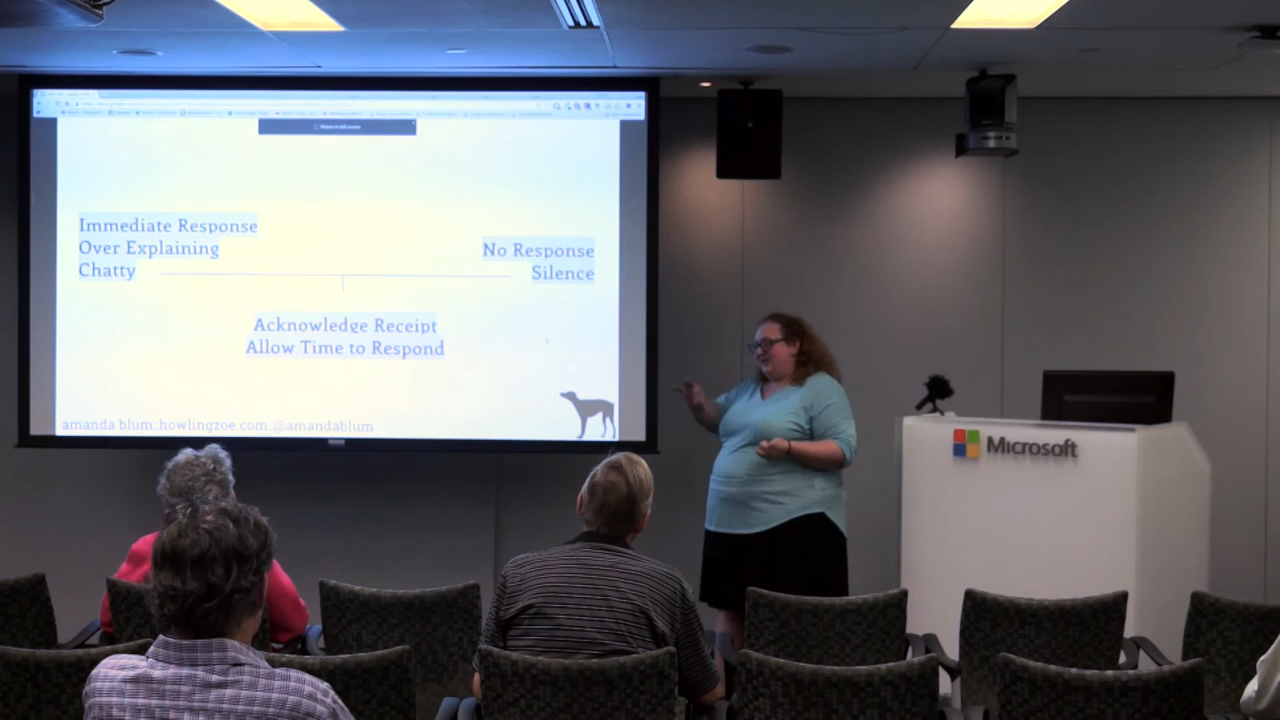 Immediate Response
Over Explaining
Chatty
No Response
Silence
Acknowledge Receipt
Allow Time to Respond
amanda blum::howlingzoe.com::@amandablum
Microsoft